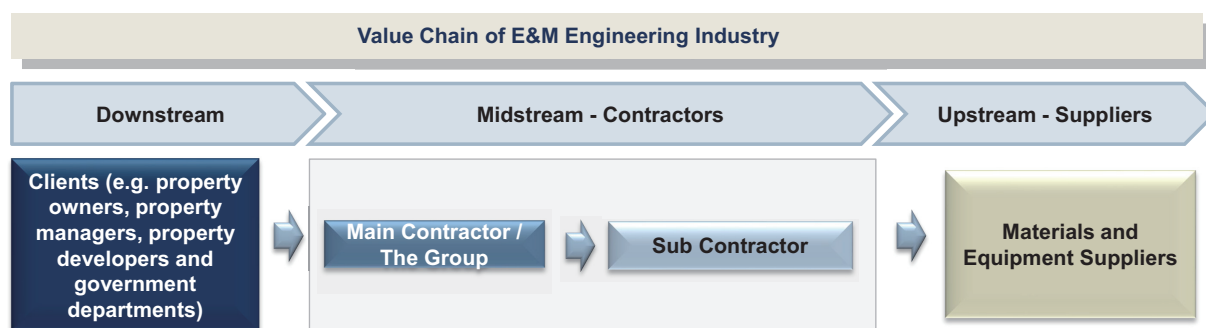 Value Chain of E&M Engineering Industry
Downstream
Midstream - Contractors
Upstream - Suppliers
Clients (e.g. property
owners, property
managers, property
developers and
government
departments)
Main Contractor /
The Group
Sub Contractor
Materials and
Equipment Suppliers